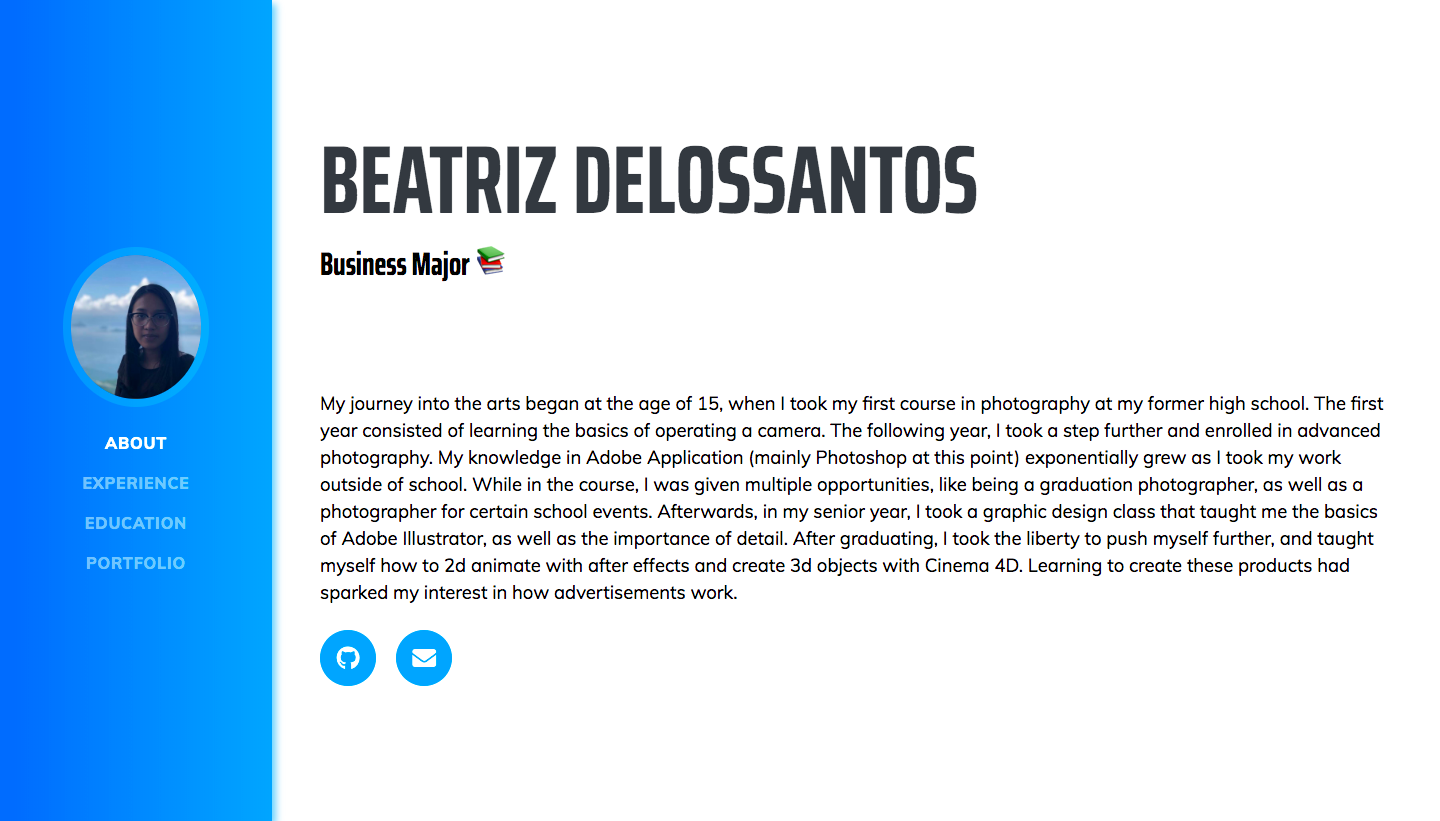 ABOUT
EXPERIENCE
EDUCATION
PORTFOLIO
BEATRIZ DELOSSANTOS
Business Major 📚
My journey into the arts began at the age of 15, when I took my first course in photography at my former high school. The first
year consisted of learning the basics of operating a camera. The following year, I took a step further and enrolled in advanced
photography. My knowledge in Adobe Application (mainly Photoshop at this point) exponentially grew as I took my work
outside of school. While in the course, I was given multiple opportunities, like being a graduation photographer, as well as a
photographer for certain school events. Afterwards, in my senior year, I took a graphic design class that taught me the basics
of Adobe Illustrator, as well as the importance of detail. After graduating, I took the liberty to push myself further, and taught
myself how to 2d animate with after effects and create 3d objects with Cinema 4D. Learning to create these products had
sparked my interest in how advertisements work.